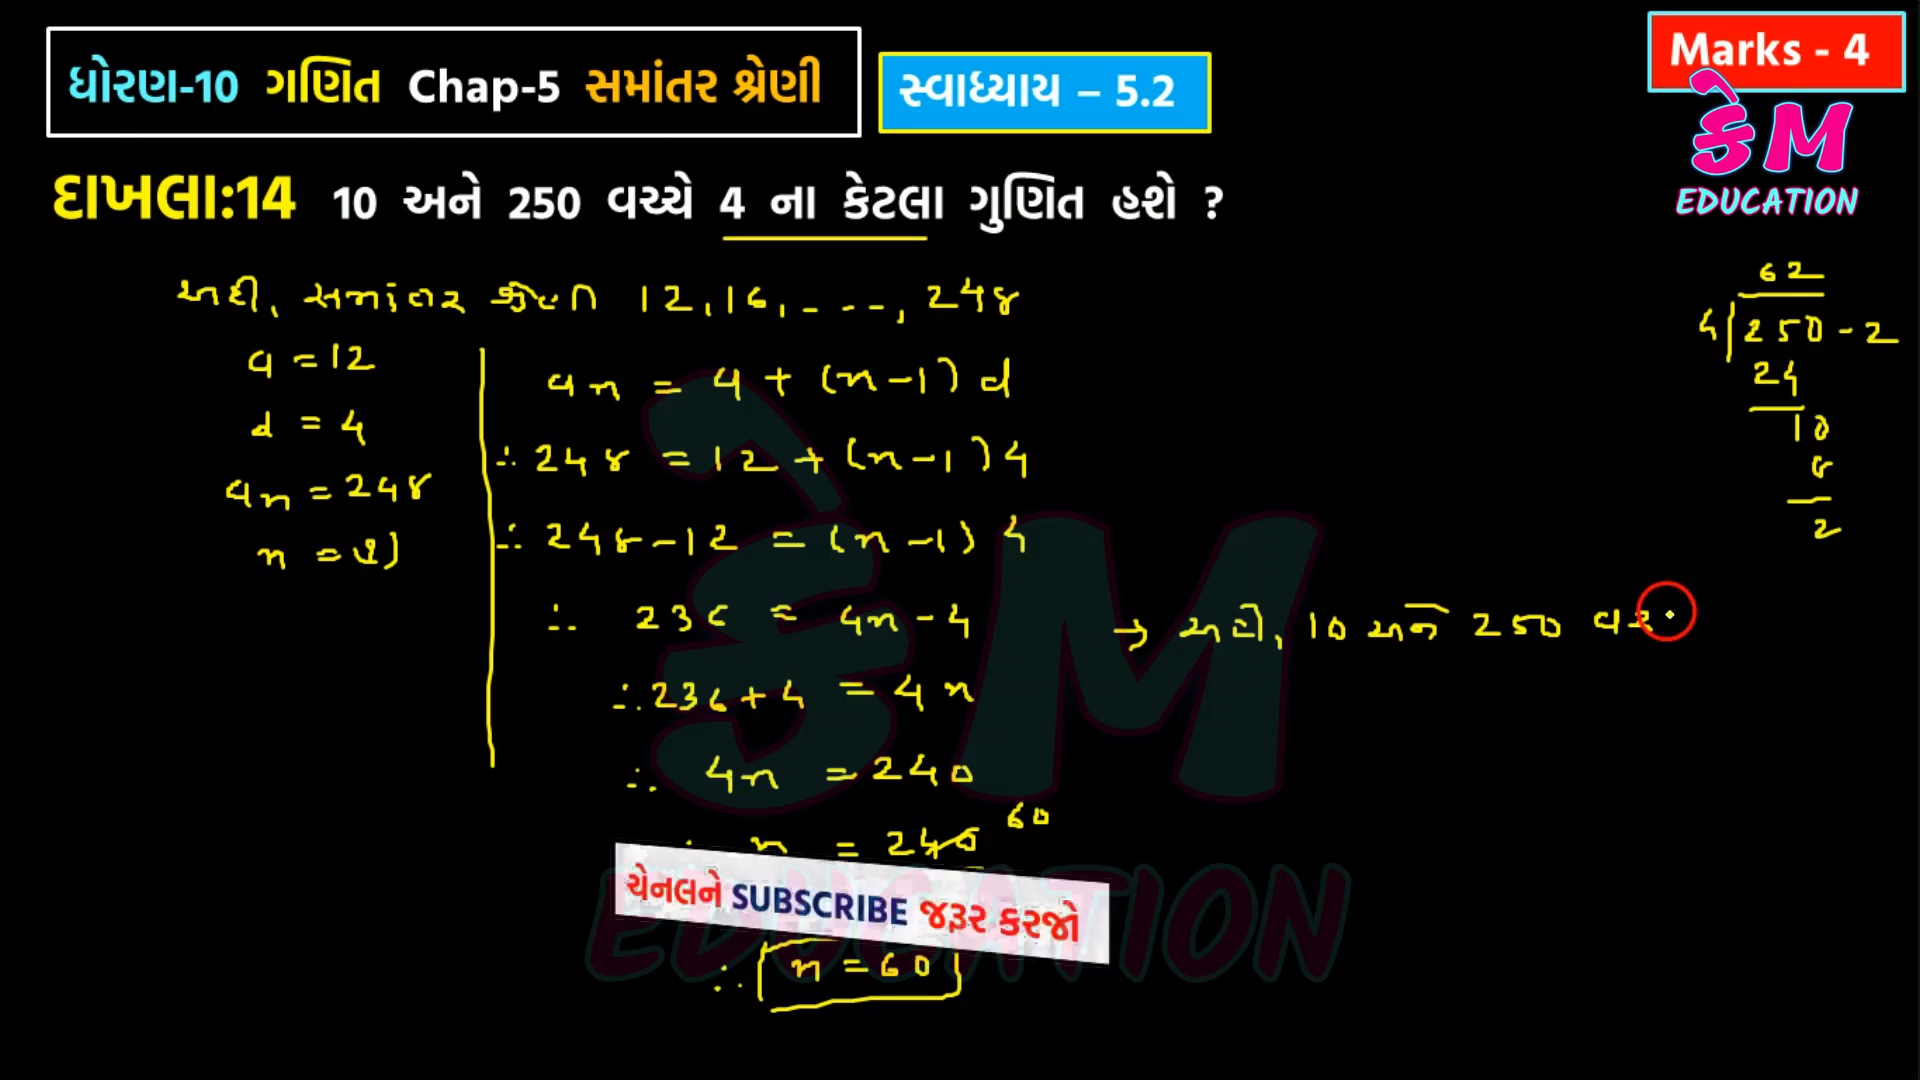 ધોરણ-10 ગણિત Chap-5 સમાંતર શ્રેણી
સ્વાધ્યાય – 5.2
Marks - 4
કેM
EDUCATION
દાખલા:14 10 અને 250 વચ્ચે 4 ના કેટલા ગુણિત હશે ?
અહી, સમાંતર શ્રેણી 12, 16, - - -, 248
a = 12
d = 4
an = 248
n = શો
an = a + (n-1) d
∴ 248 = 12 + (n-1) 4
∴ 248 - 12 = (n-1) 4
∴ 236 = 4n - 4
∴ 236 + 4 = 4n
∴ 4n = 240
∴ n = 240 60
ચેનલને SUBSCRIBE જરૂર કરજો
∴ n = 60
→ આથી, 10 અને 250 વચ
62
4 250 - 2
24
10
8
2
કેM
EDUCATION